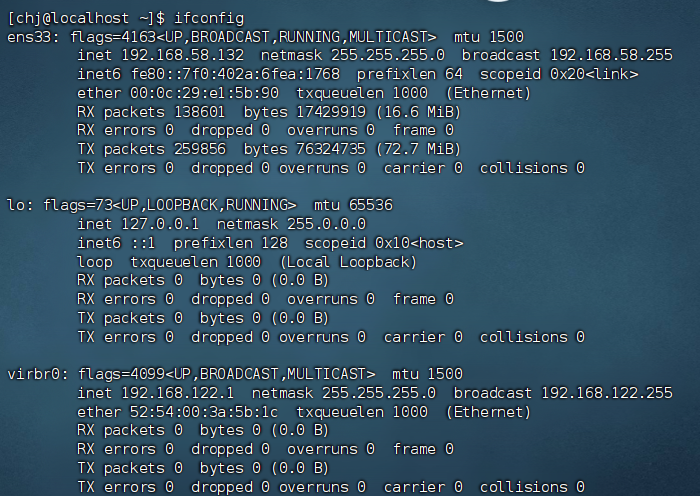 [chj@localhost ~]$ ifconfig
ens33: flags=4163<UP,BROADCAST,RUNNING,MULTICAST>  mtu 1500
        inet 192.168.58.132  netmask 255.255.255.0  broadcast 192.168.58.255
        inet6 fe80::7f0:402a:6fea:1768  prefixlen 64  scopeid 0x20<link>
        ether 00:0c:29:e1:5b:90  txqueuelen 1000  (Ethernet)
        RX packets 138601  bytes 17429919 (16.6 MiB)
        RX errors 0  dropped 0  overruns 0  frame 0
        TX packets 259856  bytes 76324735 (72.7 MiB)
        TX errors 0  dropped 0 overruns 0  carrier 0  collisions 0

lo: flags=73<UP,LOOPBACK,RUNNING>  mtu 65536
        inet 127.0.0.1  netmask 255.0.0.0
        inet6 ::1  prefixlen 128  scopeid 0x10<host>
        loop  txqueuelen 1000  (Local Loopback)
        RX packets 0  bytes 0 (0.0 B)
        RX errors 0  dropped 0  overruns 0  frame 0
        TX packets 0  bytes 0 (0.0 B)
        TX errors 0  dropped 0 overruns 0  carrier 0  collisions 0

virbr0: flags=4099<UP,BROADCAST,MULTICAST>  mtu 1500
        inet 192.168.122.1  netmask 255.255.255.0  broadcast 192.168.122.255
        ether 52:54:00:3a:5b:1c  txqueuelen 1000  (Ethernet)
        RX packets 0  bytes 0 (0.0 B)
        RX errors 0  dropped 0  overruns 0  frame 0
        TX packets 0  bytes 0 (0.0 B)
        TX errors 0  dropped 0 overruns 0  carrier 0  collisions 0